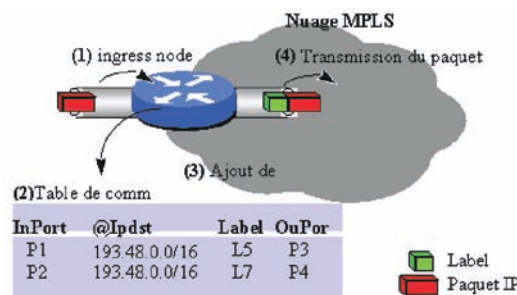 Nuage MPLS
(1) ingress node
(4) Transmission du paquet
(3) Ajout de
(2)Table de comm
InPort @Ipdst Label OuPor
P1 193.48.0.0/16 L5 P3
P2 193.48.0.0/16 L7 P4
Label
Paquet IP